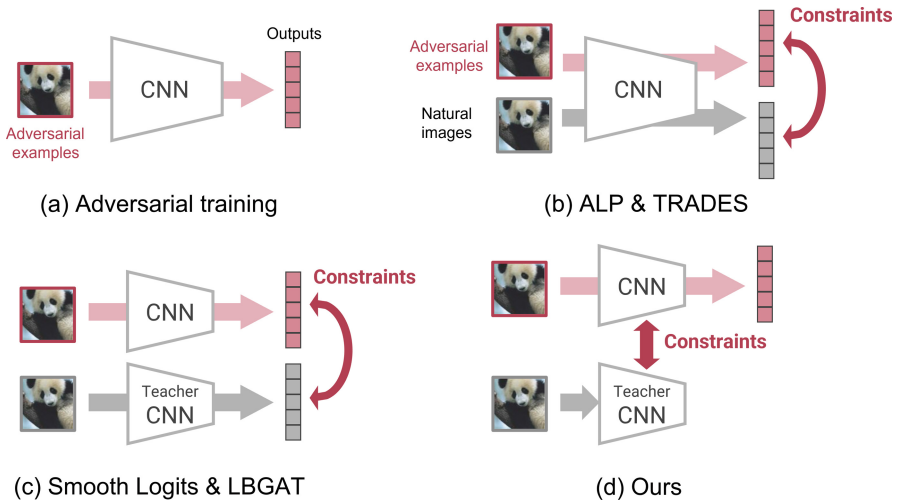 Outputs
CNN
Adversarial
examples
(a) Adversarial training
Constraints
Adversarial
examples
CNN
Natural
images
(b) ALP & TRADES
CNN
Constraints
Teacher
CNN
(c) Smooth Logits & LBGAT
CNN
Constraints
Teacher
CNN
(d) Ours